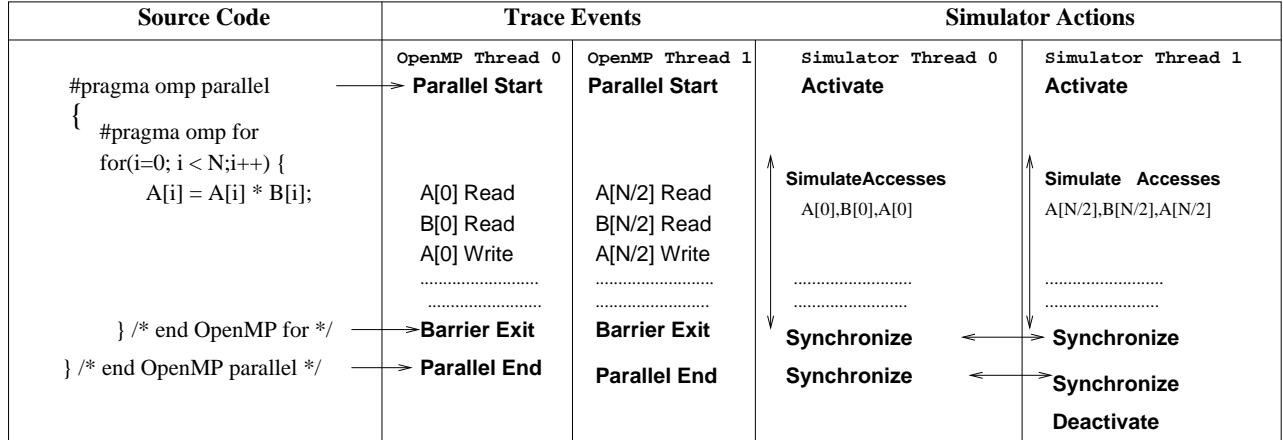 Source Code Trace Events Simulator Actions
OpenMP Thread 0 OpenMP Thread 1 Simulator Thread 0 Simulator Thread 1
#pragma omp parallel Parallel Start Parallel Start Activate Activate
{
#pragma omp for
for(i=0; i < N;i++) {
SimulateAccesses Simulate Accesses
A[i] = A[i] * B[i]; A[0] Read A[N/2] Read
A[0],B[0],A[0] A[N/2],B[N/2],A[N/2]
B[0] Read B[N/2] Read
A[0] Write A[N/2] Write
........................... ........................... ........................... ...........................
.......................... .......................... .......................... ..........................
} /* end OpenMP for */ Barrier Exit Barrier Exit Synchronize Synchronize
} /* end OpenMP parallel */ Parallel End Parallel End Synchronize Synchronize
Deactivate